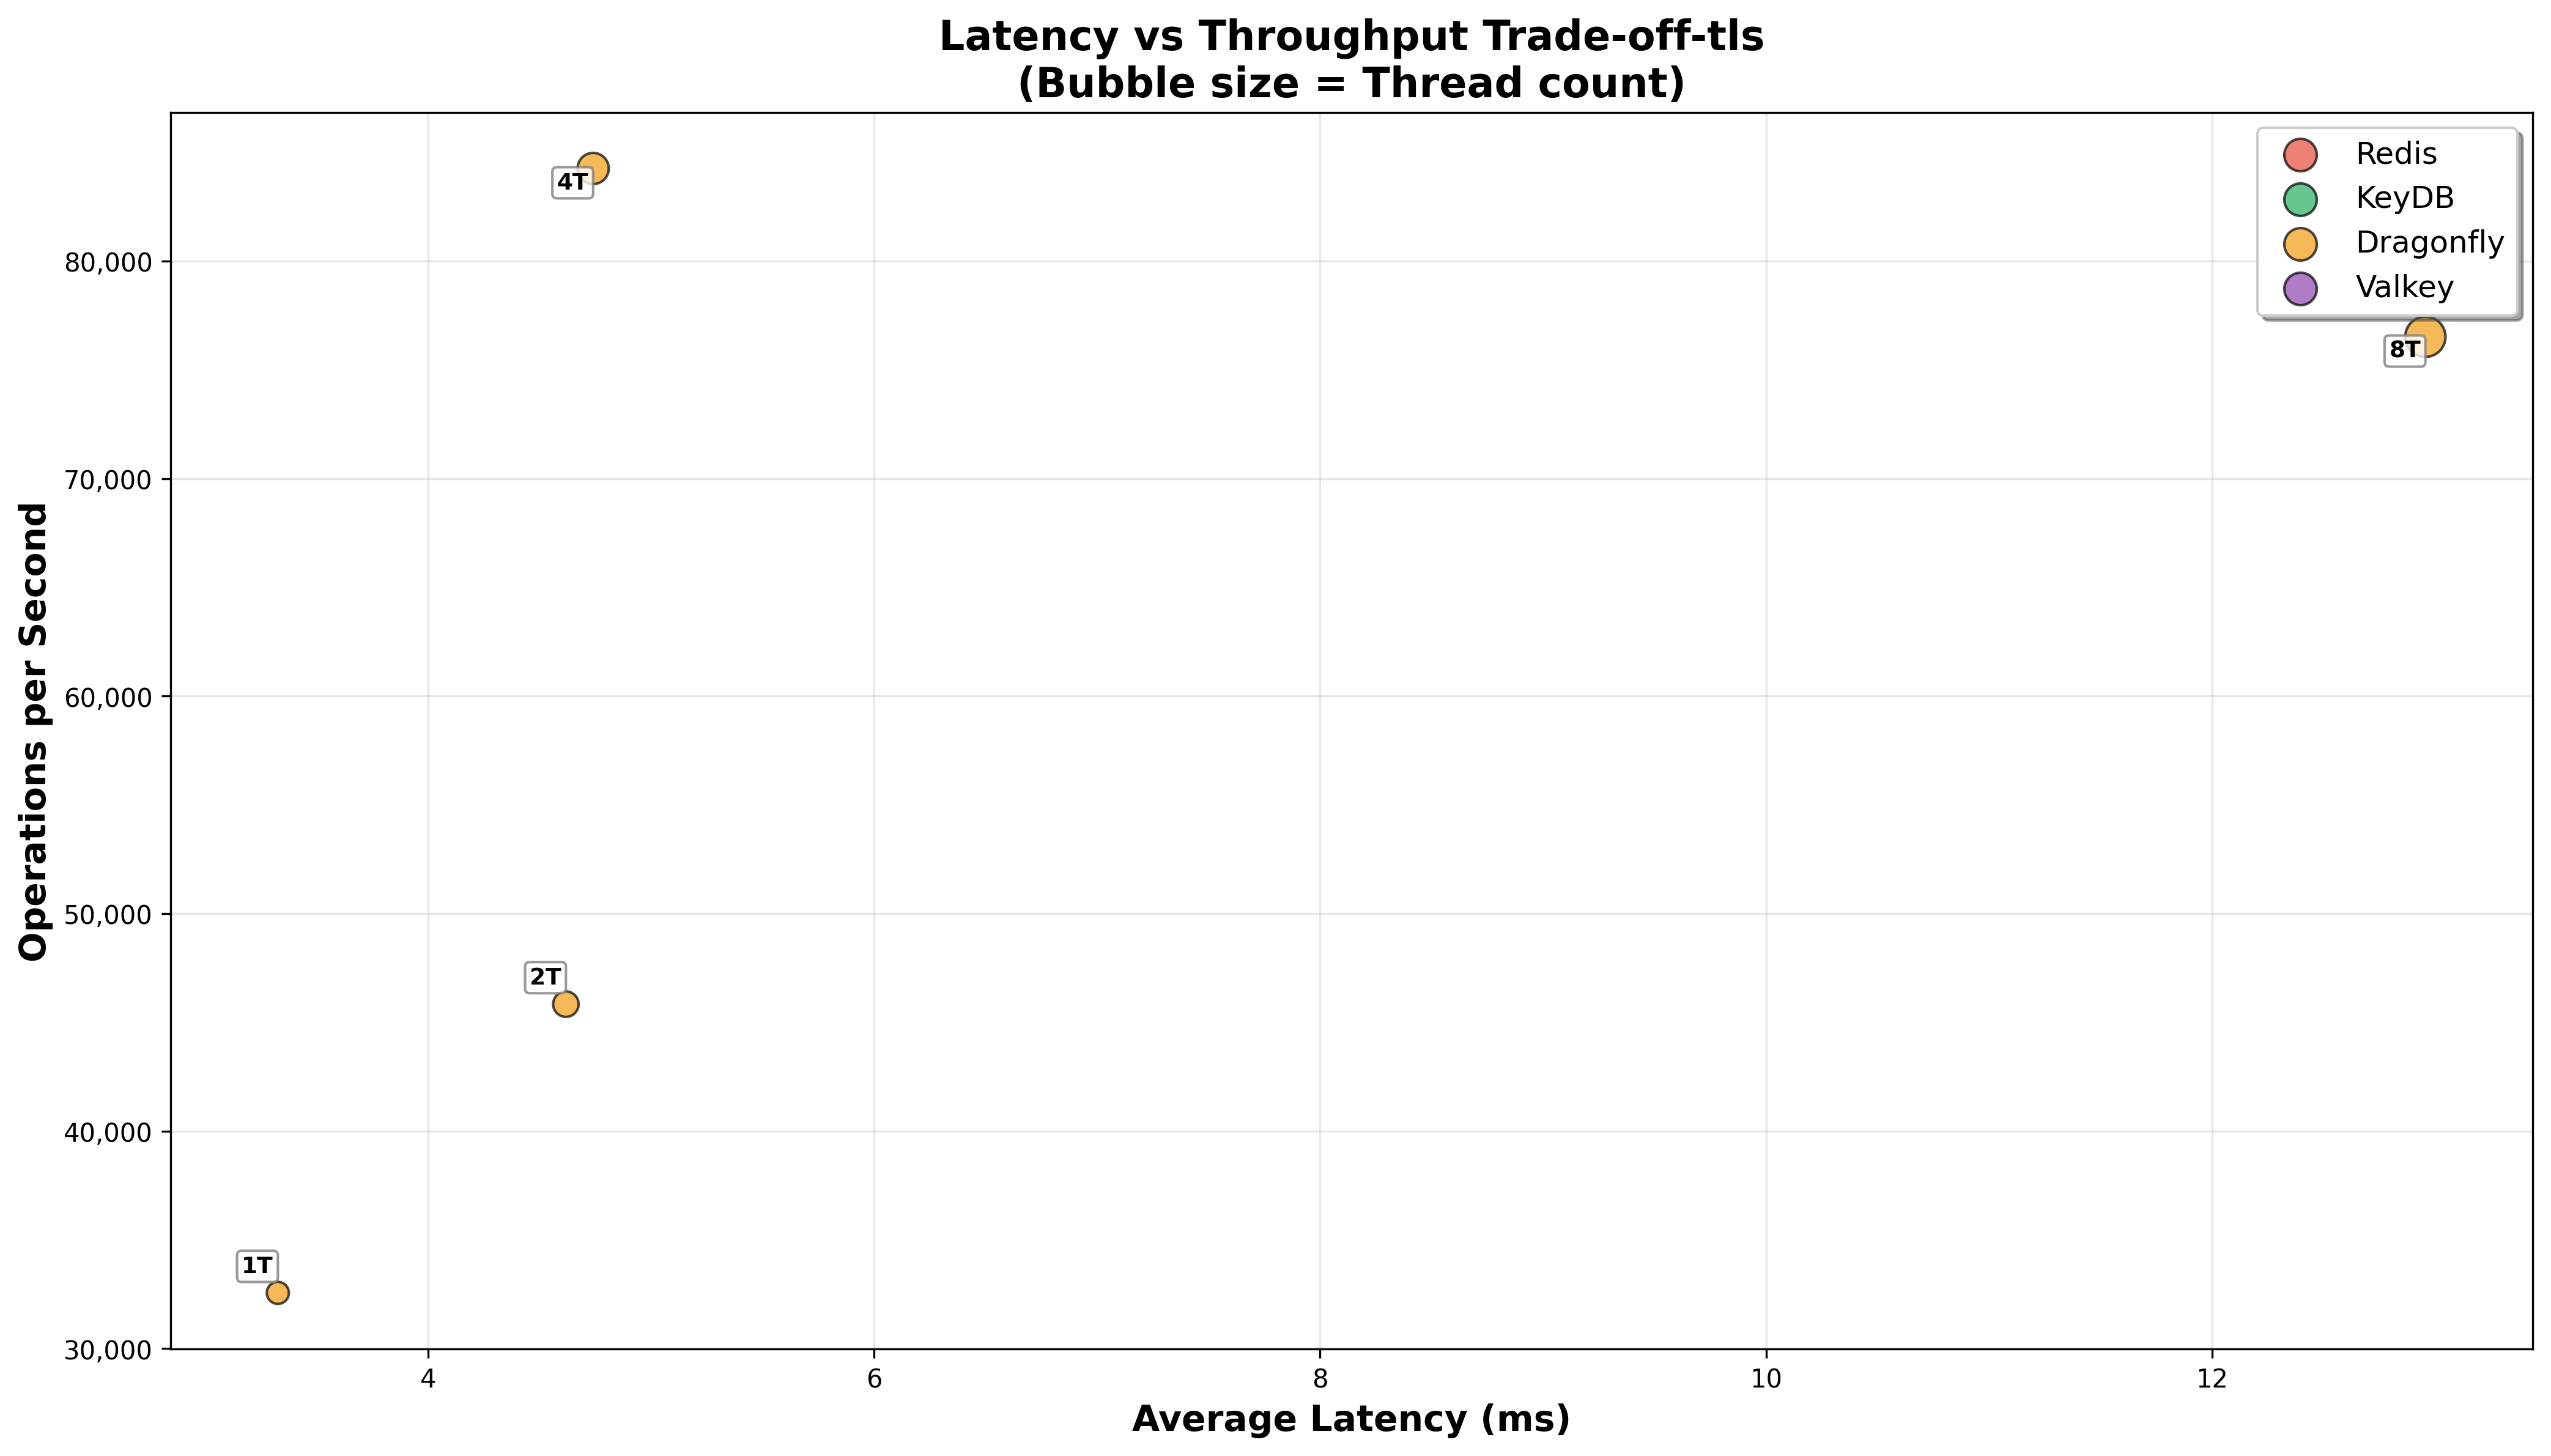 Latency vs Throughput Trade-off-tls
(Bubble size = Thread count)
Redis
KeyDB
Dragonfly
Valkey
4T
8T
2T
1T
Operations per Second
80,000
70,000
60,000
50,000
40,000
30,000
4
6
8
10
12
Average Latency (ms)